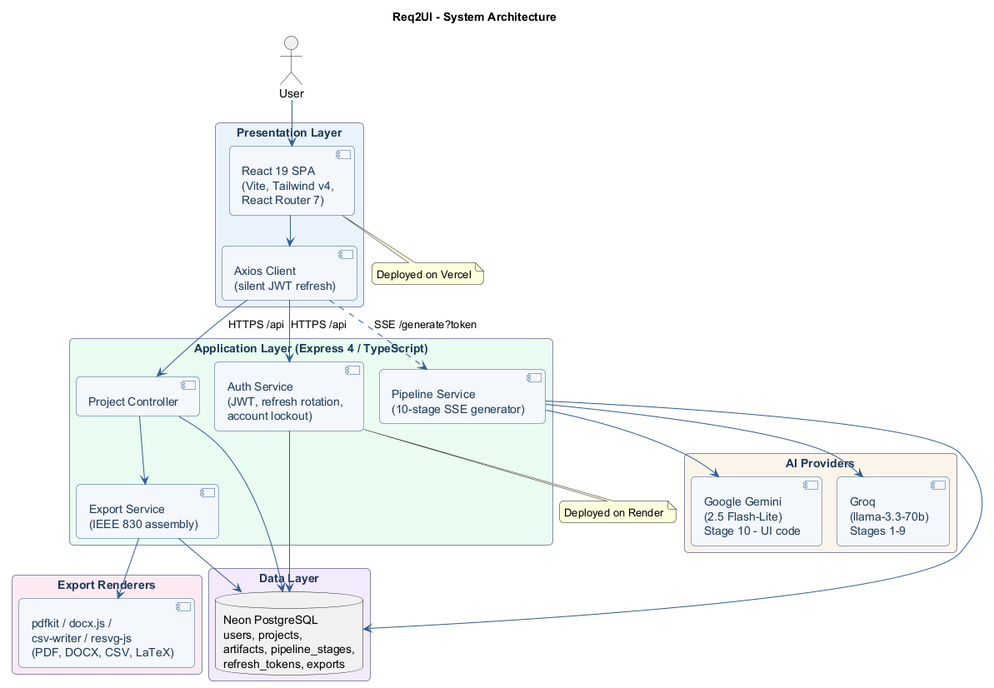 Req2UI - System Architecture
User
Presentation Layer
React 19 SPA
(Vite, Tailwind v4,
React Router 7)
Axios Client
(silent JWT refresh)
Deployed on Vercel
HTTPS /api
HTTPS /api
SSE /generate?token
Application Layer (Express 4 / TypeScript)
Project Controller
Auth Service
(JWT, refresh rotation,
account lockout)
Pipeline Service
(10-stage SSE generator)
Export Service
(IEEE 830 assembly)
Deployed on Render
AI Providers
Google Gemini
(2.5 Flash-Lite)
Stage 10 - UI code
Groq
(llama-3.3-70b)
Stages 1-9
Export Renderers
pdfkit / docx.js /
csv-writer / resvg-js
(PDF, DOCX, CSV, LaTeX)
Data Layer
Neon PostgreSQL
users, projects,
artifacts, pipeline_stages,
refresh_tokens, exports